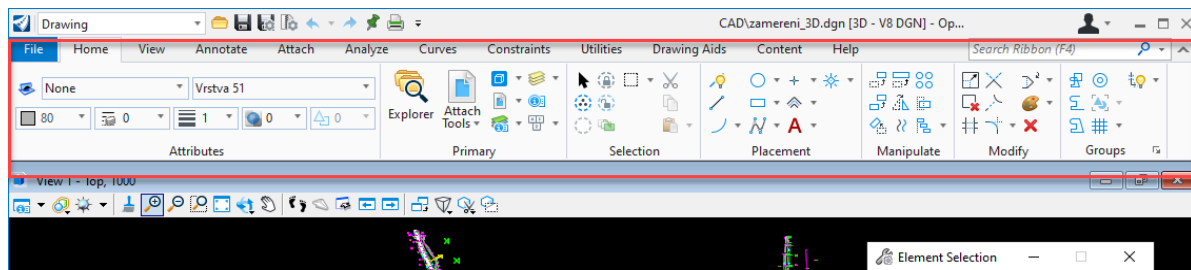 Drawing CAD\zamereni_3D.dgn [3D - V8 DGN] - Op...
File Home View Annotate Attach Analyze Curves Constraints Utilities Drawing Aids Content Help Search Ribbon (F4)
None Vrstva 51
80 0 1 0 0
Explorer Attach Tools
Attributes Primary Selection Placement Manipulate Modify Groups
View 1 - Top, 1000
Element Selection